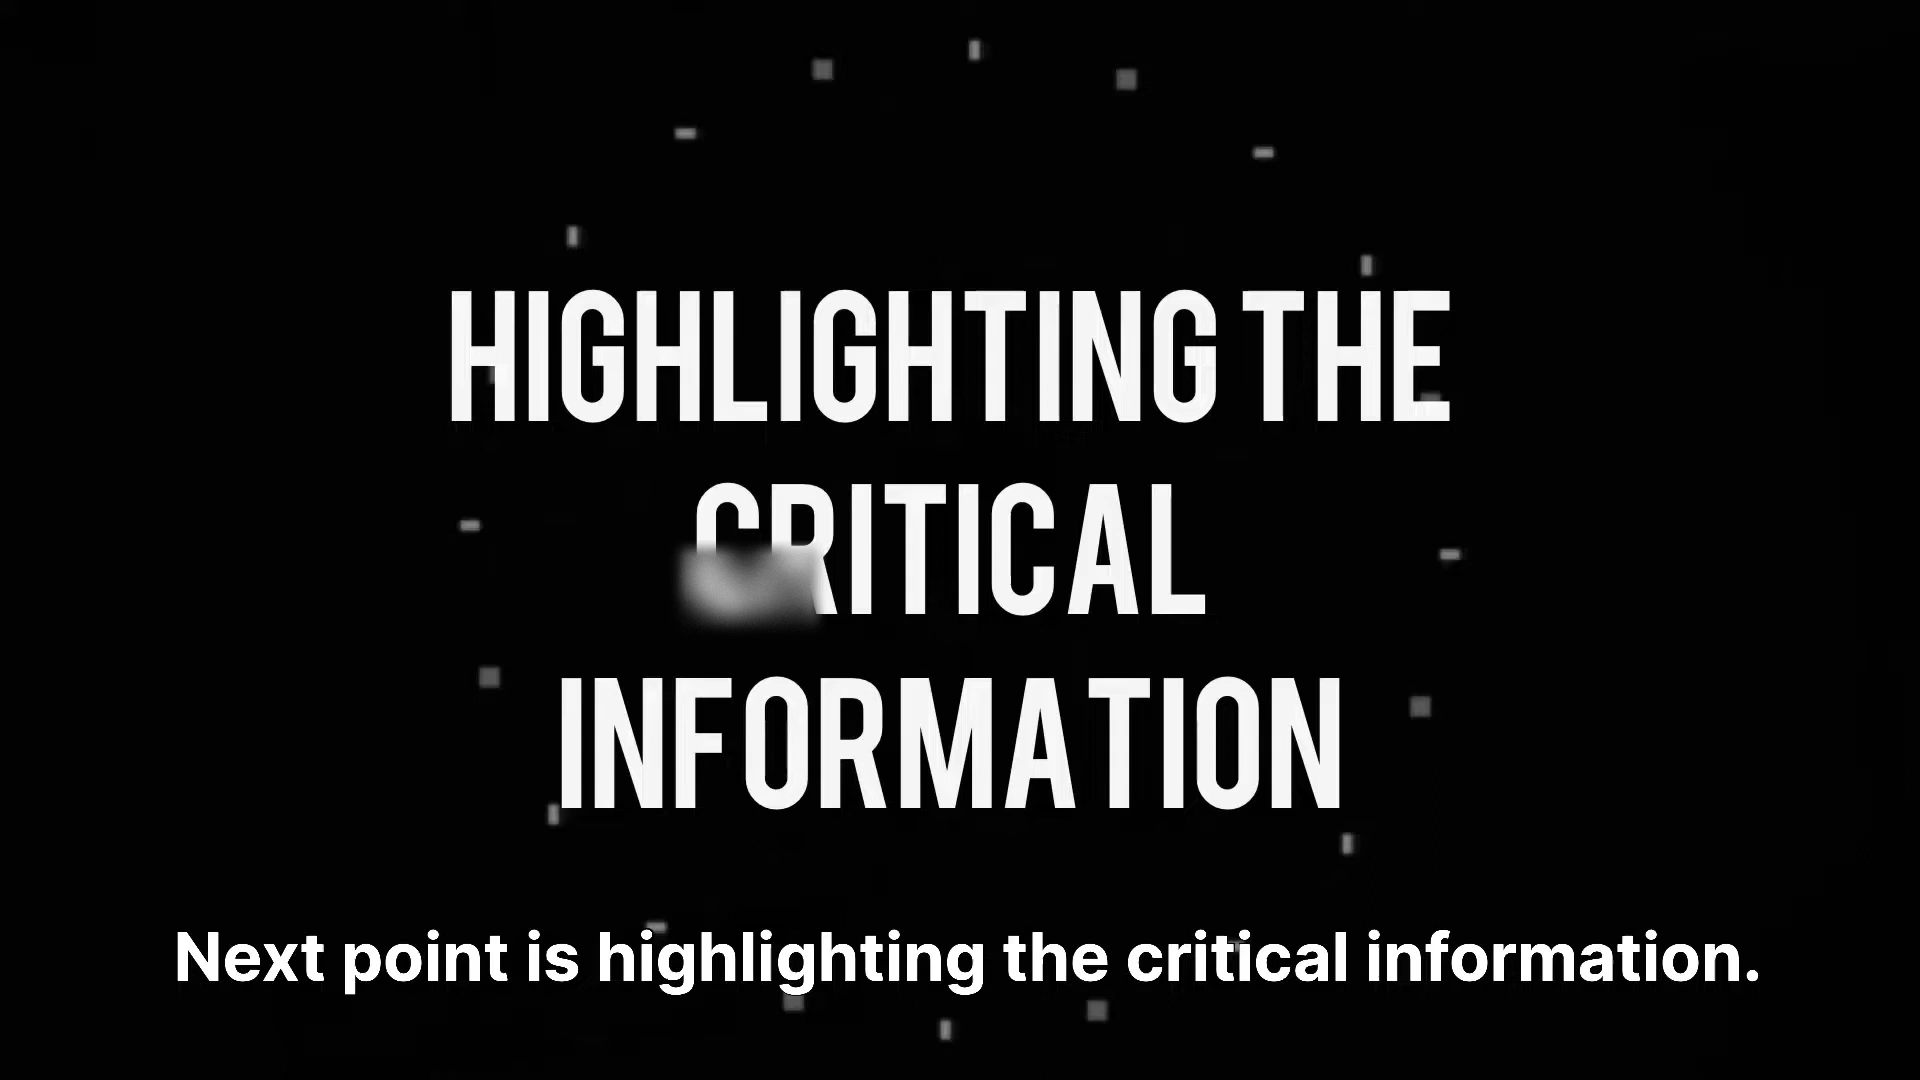 HIGHLIGHTING THE
CRITICAL
INFORMATION
Next point is highlighting the critical information.